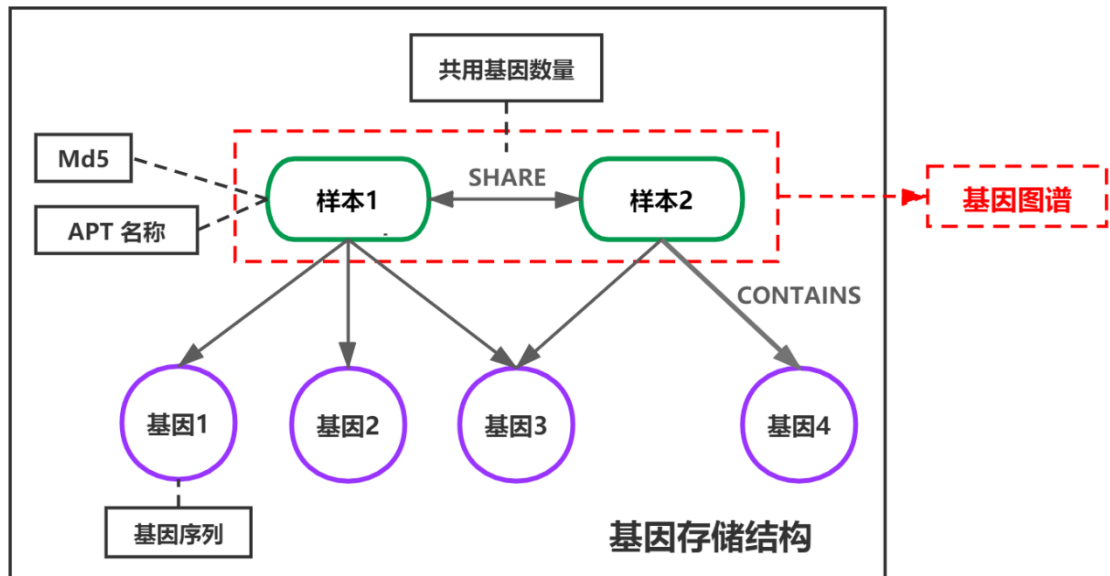 共用基因数量
Md5
APT 名称
样本1
SHARE
样本2
基因图谱
CONTAINS
基因1
基因2
基因3
基因4
基因序列
基因存储结构